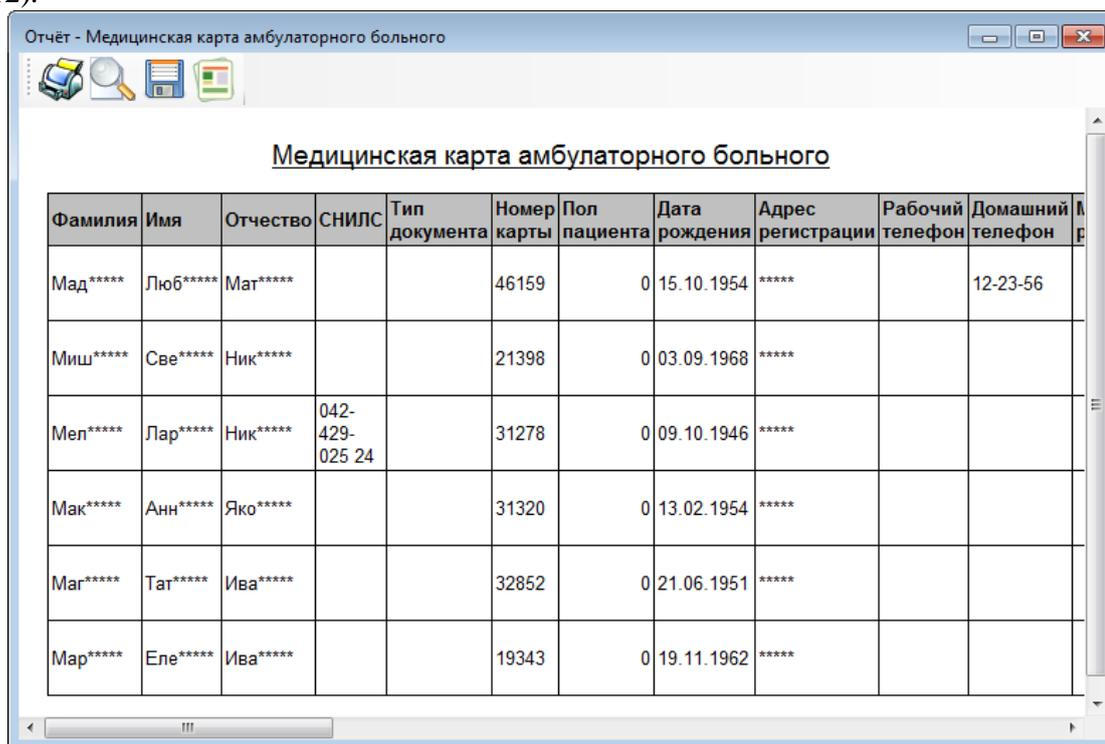 12).
Отчёт - Медицинская карта амбулаторного больного
Медицинская карта амбулаторного больного
Фамилия Имя Отчество СНИЛС Тип документа Номер карты Пол пациента Дата рождения Адрес регистрации Рабочий телефон Домашний телефон
Мад***** Люб***** Мат***** 46159 0 15.10.1954 ***** 12-23-56
Миш***** Све***** Ник***** 21398 0 03.09.1968 *****
Мел***** Лар***** Ник***** 042-429-025 24 31278 0 09.10.1946 *****
Мак***** Анн***** Яко***** 31320 0 13.02.1954 *****
Маг***** Тат***** Ива***** 32852 0 21.06.1951 *****
Мар***** Еле***** Ива***** 19343 0 19.11.1962 *****